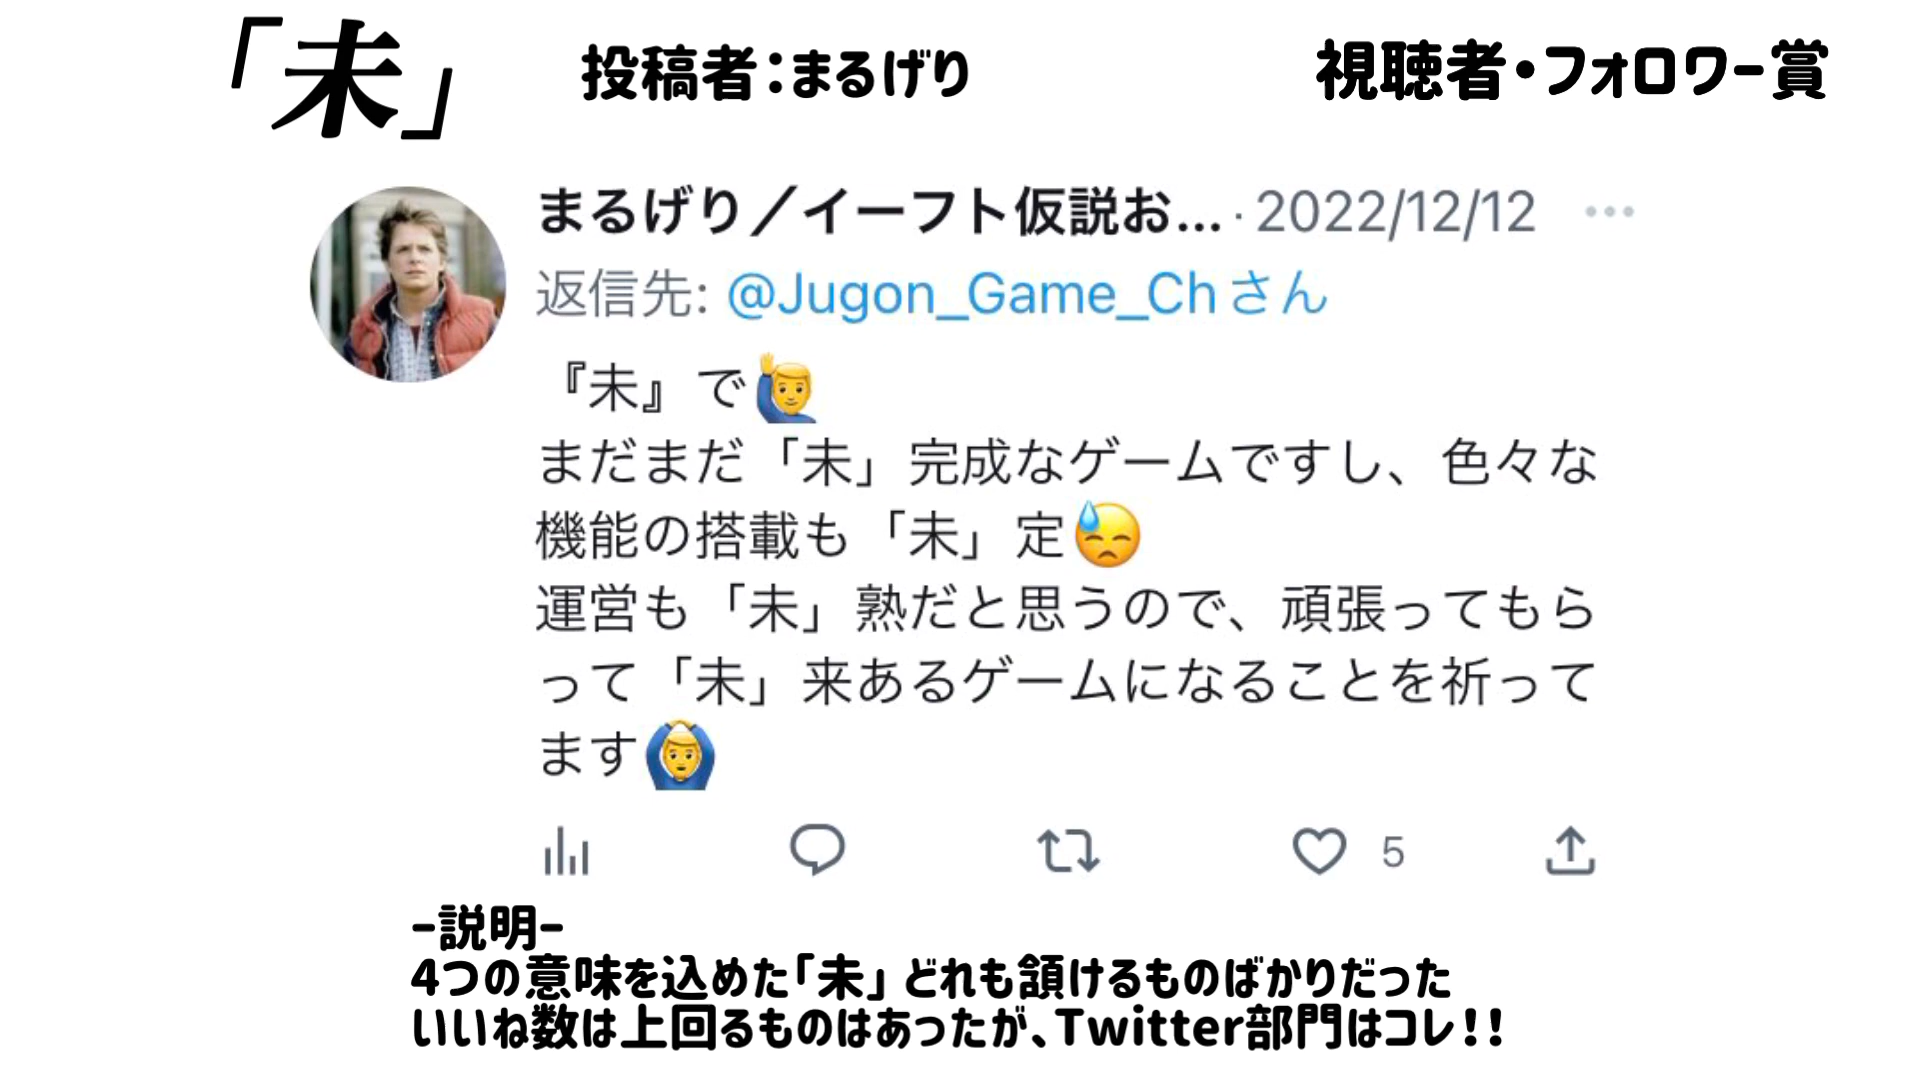 「未」
投稿者：まるげり
視聴者・フォロワー賞
まるげり／イーフト仮説お... · 2022/12/12 ...
返信先: @Jugon_Game_Chさん
『未』で🙋‍♂️
まだまだ「未」完成なゲームですし、色々な
機能の搭載も「未」定😓
運営も「未」熟だと思うので、頑張ってもら
って「未」来あるゲームになることを祈って
ます🙆‍♂️
5
-説明-
4つの意味を込めた「未」どれも頷けるものばかりだった
いいね数は上回るものはあったが、Twitter部門はコレ！！